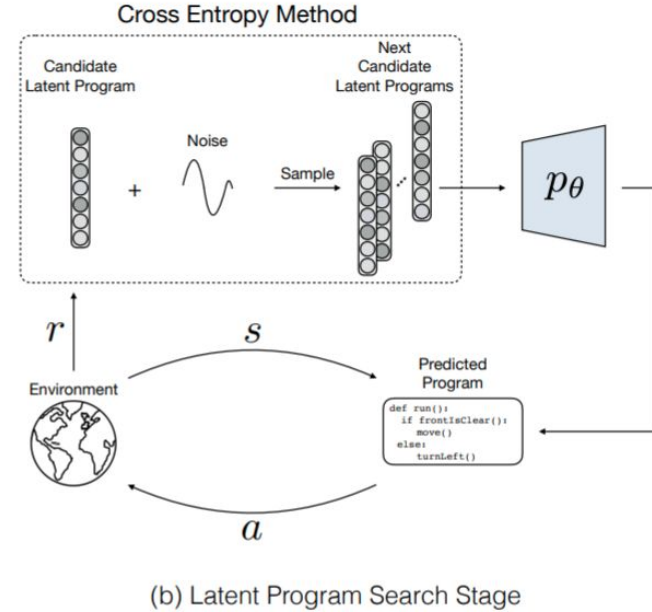 Cross Entropy Method
Candidate
Latent Program
Noise
+
Sample
Next
Candidate
Latent Programs
pθ
r
s
Environment
Predicted
Program
def run():
if frontIsClear():
move()
else:
turnLeft()
a
(b) Latent Program Search Stage